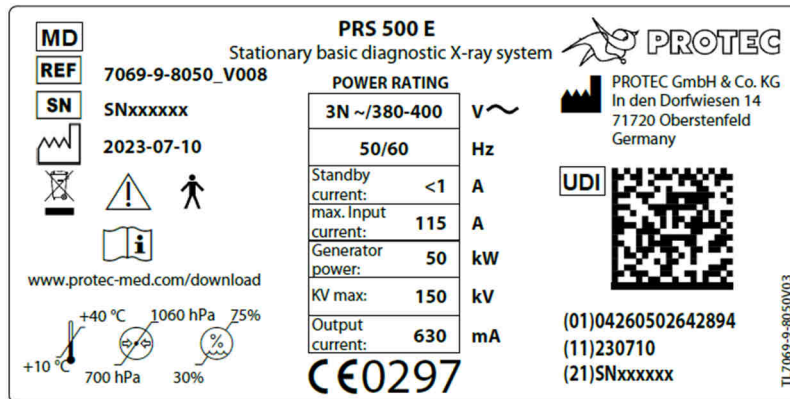 PRS 500 E
Stationary basic diagnostic X-ray system
MD
REF 7069-9-8050_V008
SN SNxxxxxx
2023-07-10
i
www.protec-med.com/download
+10 °C
+40 °C
700 hPa
1060 hPa
%
30%
75%
POWER RATING
3N ~/380-400 V~
50/60 Hz
Standby
current: <1 A
max. Input
current: 115 A
Generator
power: 50 kW
KV max: 150 kV
Output
current: 630 mA
CE0297
PROTEC
PROTEC GmbH & Co. KG
In den Dorfwiesen 14
71720 Oberstenfeld
Germany
UDI
(01)04260502642894
(11)230710
(21)SNxxxxxx
TL7069-9-8050V03